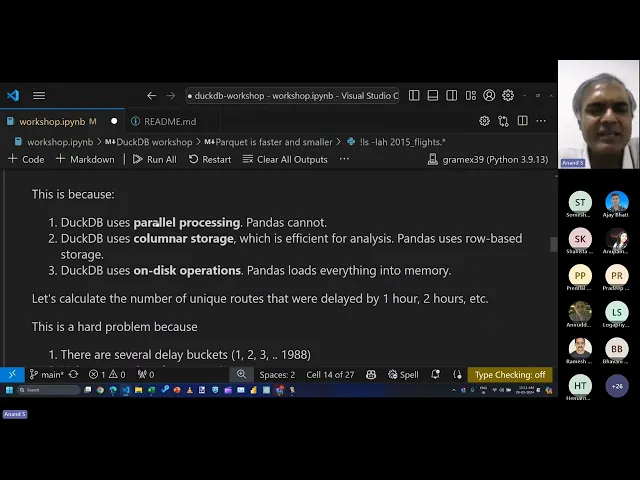 duckdb-workshop - workshop.ipynb - Visual Studio C
workshop.ipynb M
README.md
workshop.ipynb > DuckDB workshop > Parquet is faster and smaller > !ls -lah 2015_flights.*
+ Code + Markdown Run All Restart Clear All Outputs ... gramex39 (Python 3.9.13)
This is because:
1. DuckDB uses parallel processing. Pandas cannot.
2. DuckDB uses columnar storage, which is efficient for analysis. Pandas uses row-based
storage.
3. DuckDB uses on-disk operations. Pandas loads everything into memory.
Let's calculate the number of unique routes that were delayed by 1 hour, 2 hours, etc.
This is a hard problem because
1. There are several delay buckets (1, 2, 3, .. 1988)
main* 1 0 0 Spaces: 2 Cell 14 of 27 Spell Type Checking: off
Search
Anand S
Anand S
ST
Somesh
Ajay Bhatt
SK
Shakista
Anupam
PP
PR
Pradeep
Anirudd
LS
Ramesh
BB
Bhavani
HT
+26